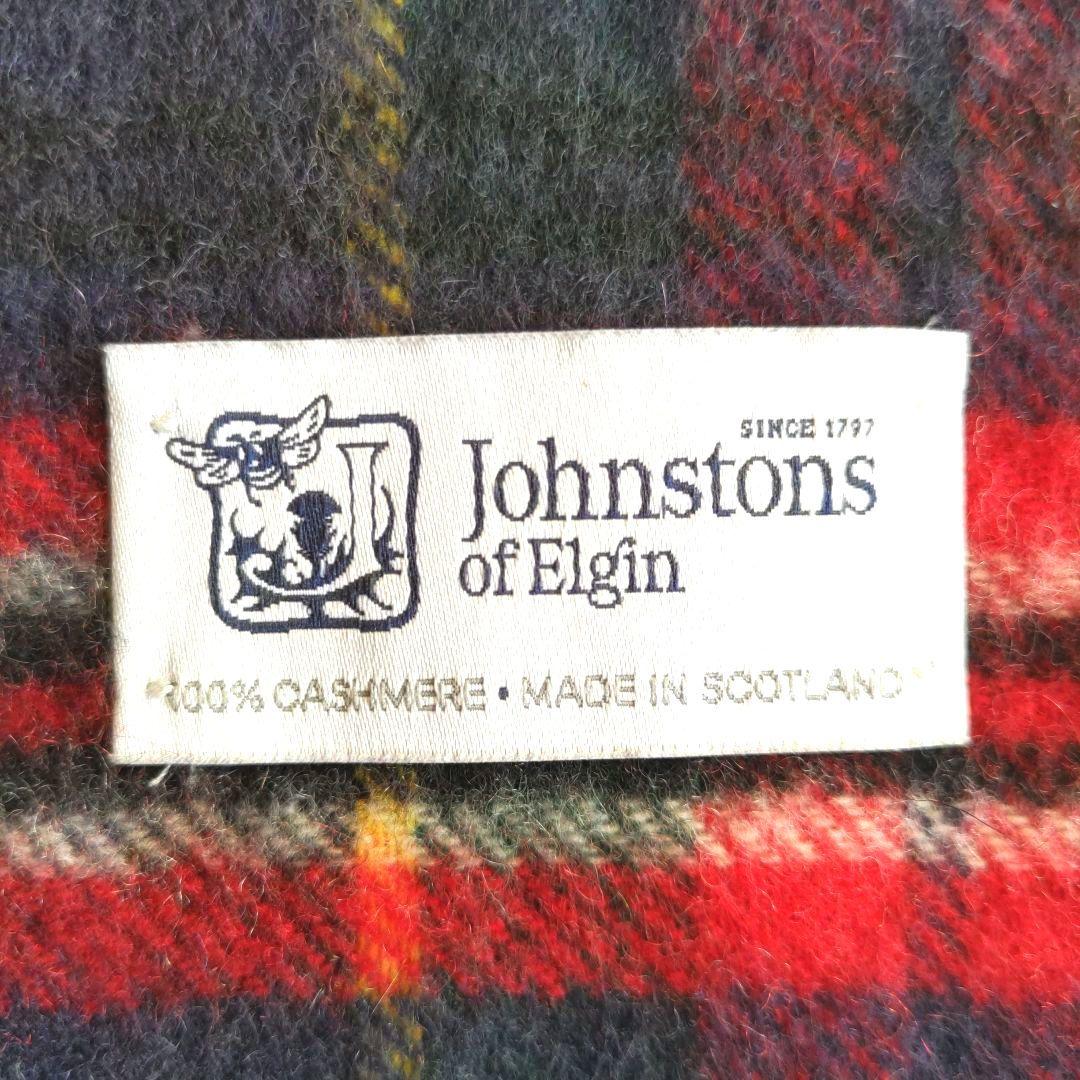 SINCE 1797
Johnstons
of Elgin
100% CASHMERE • MADE IN SCOTLAND